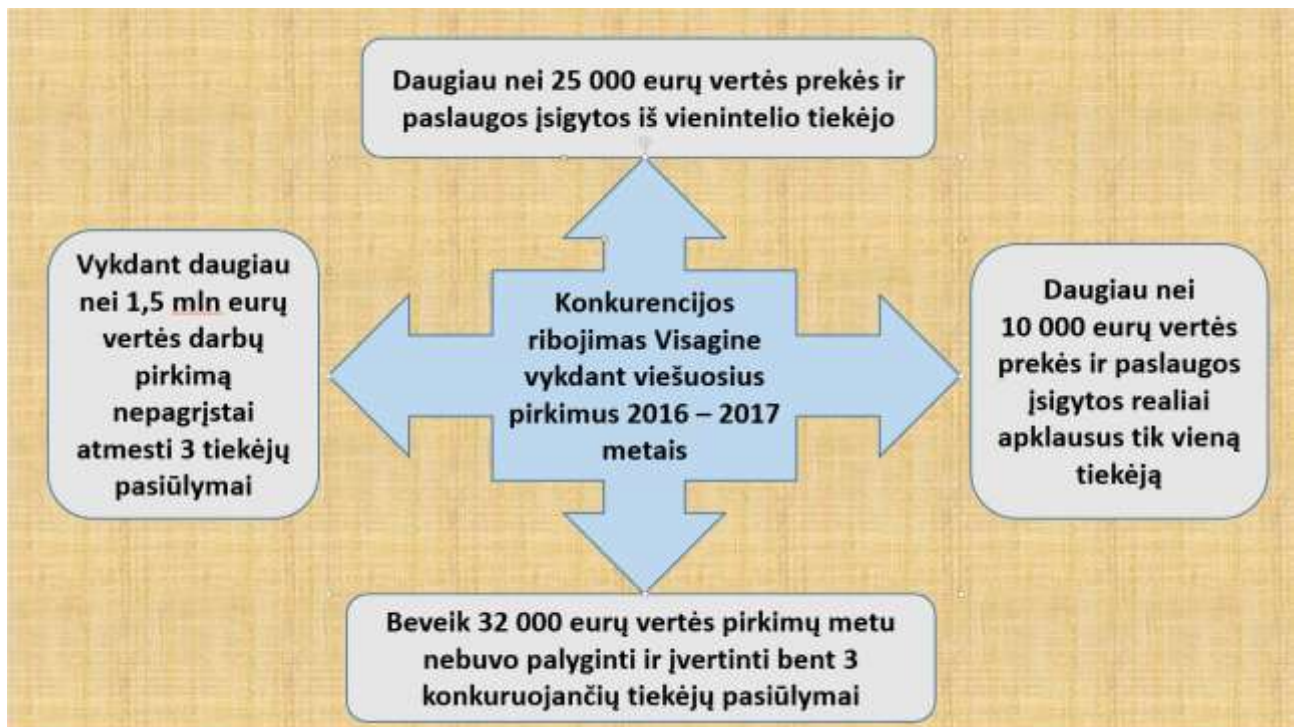 Daugiau nei 25 000 eurų vertės prekės ir
paslaugos įsigytos iš vienintelio tiekėjo
Vykdant daugiau
nei 1,5 mln eurų
vertės darbų
pirkimą
nepagrįstai
atmesti 3 tiekėjų
pasiūlymai
Konkurencijos
ribojimas Visagine
vykdant viešuosius
pirkimus 2016 – 2017
metais
Daugiau nei
10 000 eurų vertės
prekės ir paslaugos
įsigytos realiai
apklausus tik vieną
tiekėją
Beveik 32 000 eurų vertės pirkimų metu
nebuvo palyginti ir įvertinti bent 3
konkuruojančių tiekėjų pasiūlymai